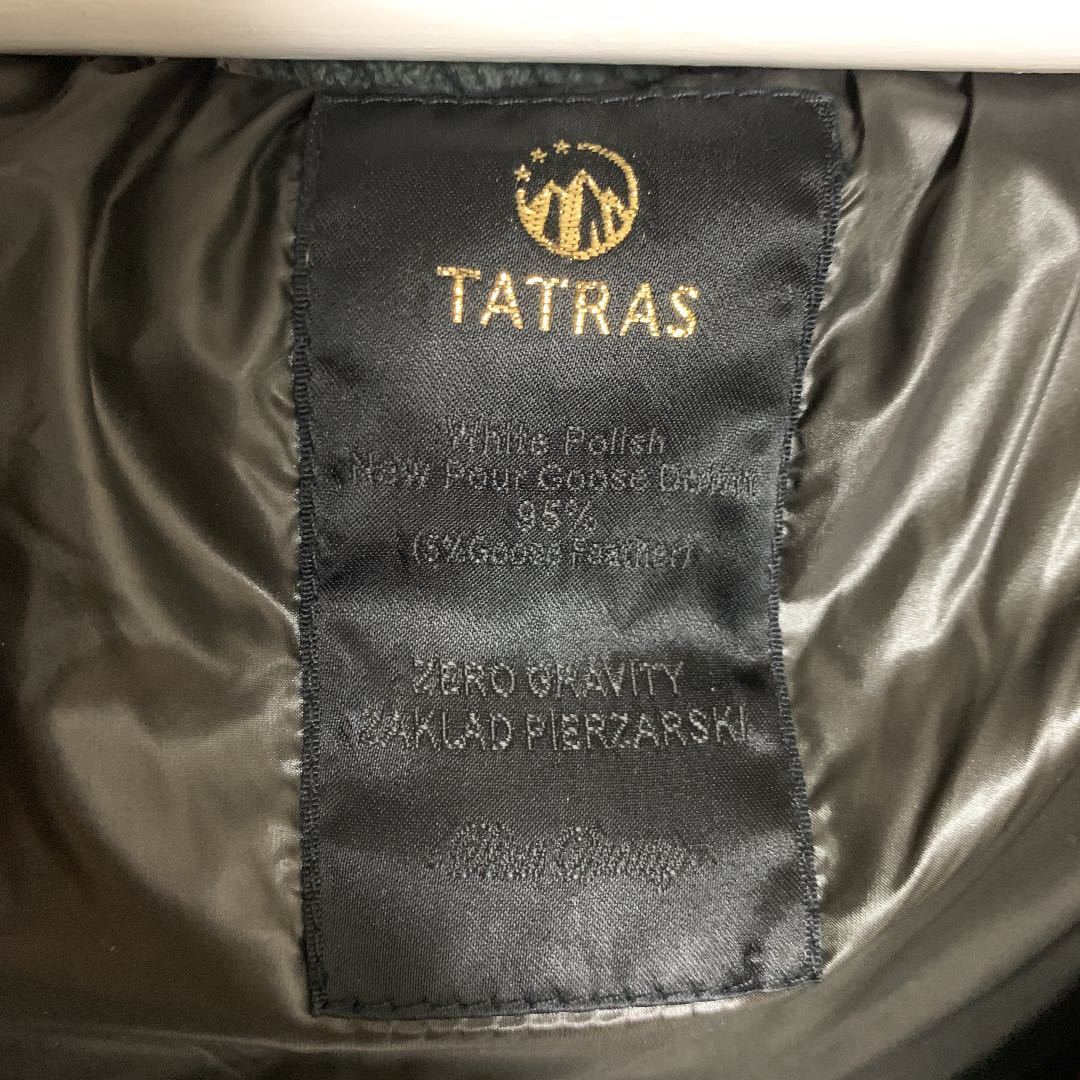 TATRAS
White Polish
New Pour Goose Down
95%
(5%Goose Feather)
ZERO GRAVITY
ZAKLAD PIERZARSKI